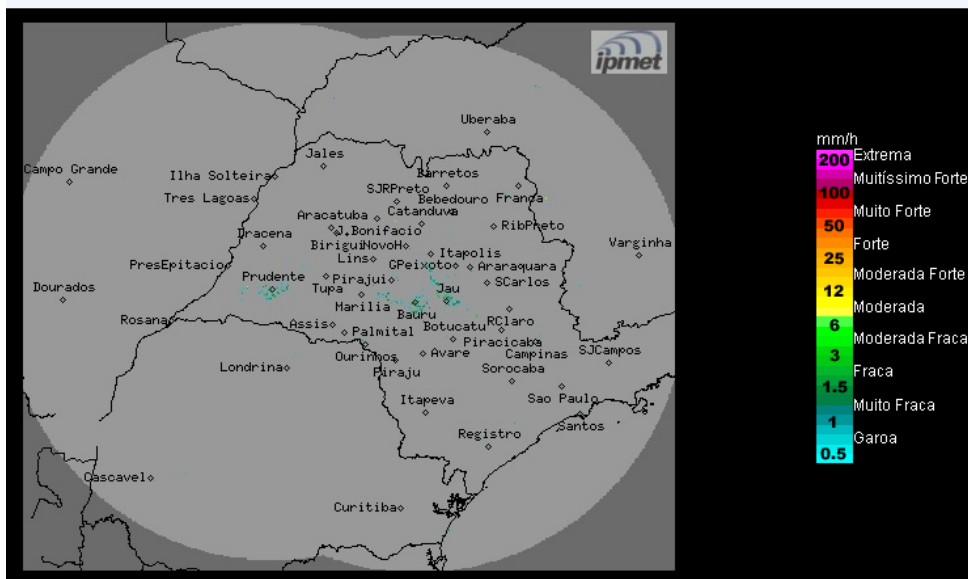 ipmet
Uberaba
Campo Grande
Jales
Ilha Solteira
Barretos
SJRPreto
Tres Lagoas
Bebedouro
Franca
Aracatuba
Catanduva
J.Bonifacio
RibPreto
Dracena
Birigui
NovoH
Varginha
Itapolis
Lins
PresEpitacio
GPeixoto
Araraquara
Prudente
Pirajui
SCarlos
Dourados
Tupa
Jau
Marilia
Bauru
Rosana
Assis
Botucatu
RClaro
Palmital
Piracicaba
Ourinhos
Avare
Campinas
SJCampos
Londrina
Piraju
Sorocaba
Itapeva
Sao Paulo
Santos
Registro
Cascavel
Curitiba
mm/h
200 Extrema
Muitíssimo Forte
100
Muito Forte
50
Forte
25
Moderada Forte
12
Moderada
6
Moderada Fraca
3
Fraca
1.5
Muito Fraca
1
Garoa
0.5